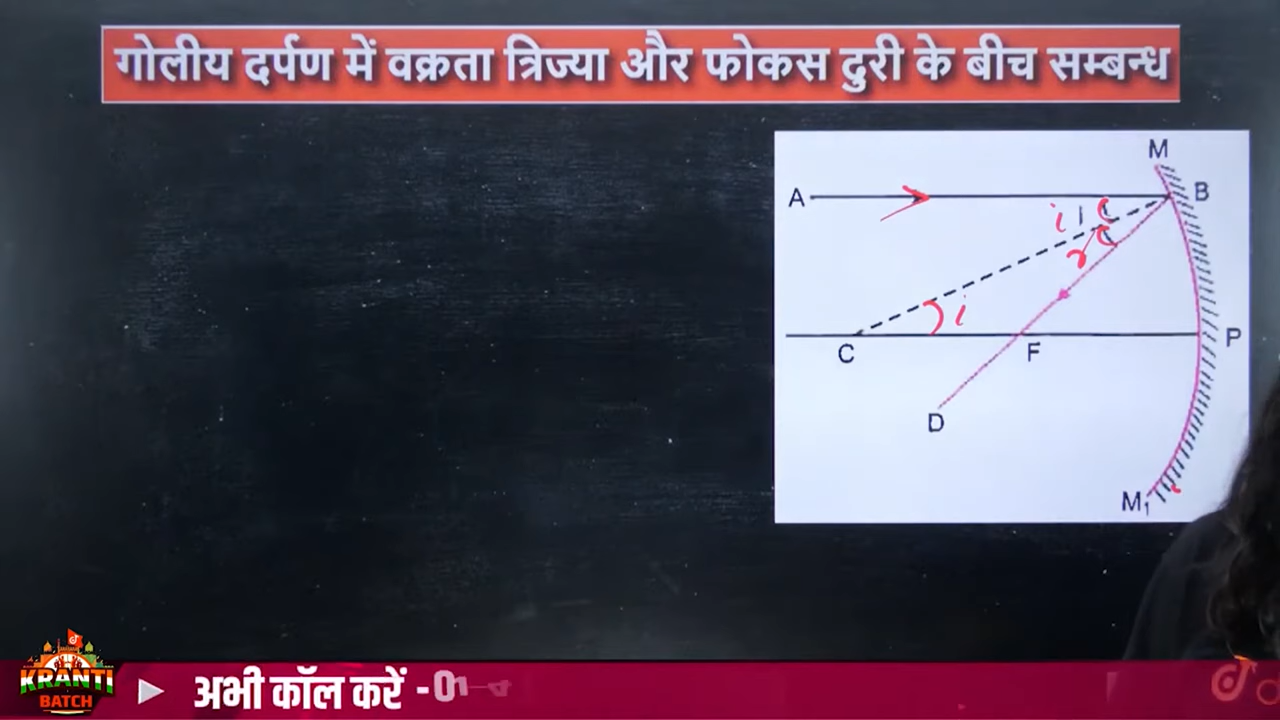 गोलीय दर्पण में वक्रता त्रिज्या और फोकस दुरी के बीच सम्बन्ध
M
A
B
i
i
r
i
C
F
P
D
M₁
KRANTI
BATCH
अभी कॉल करें -